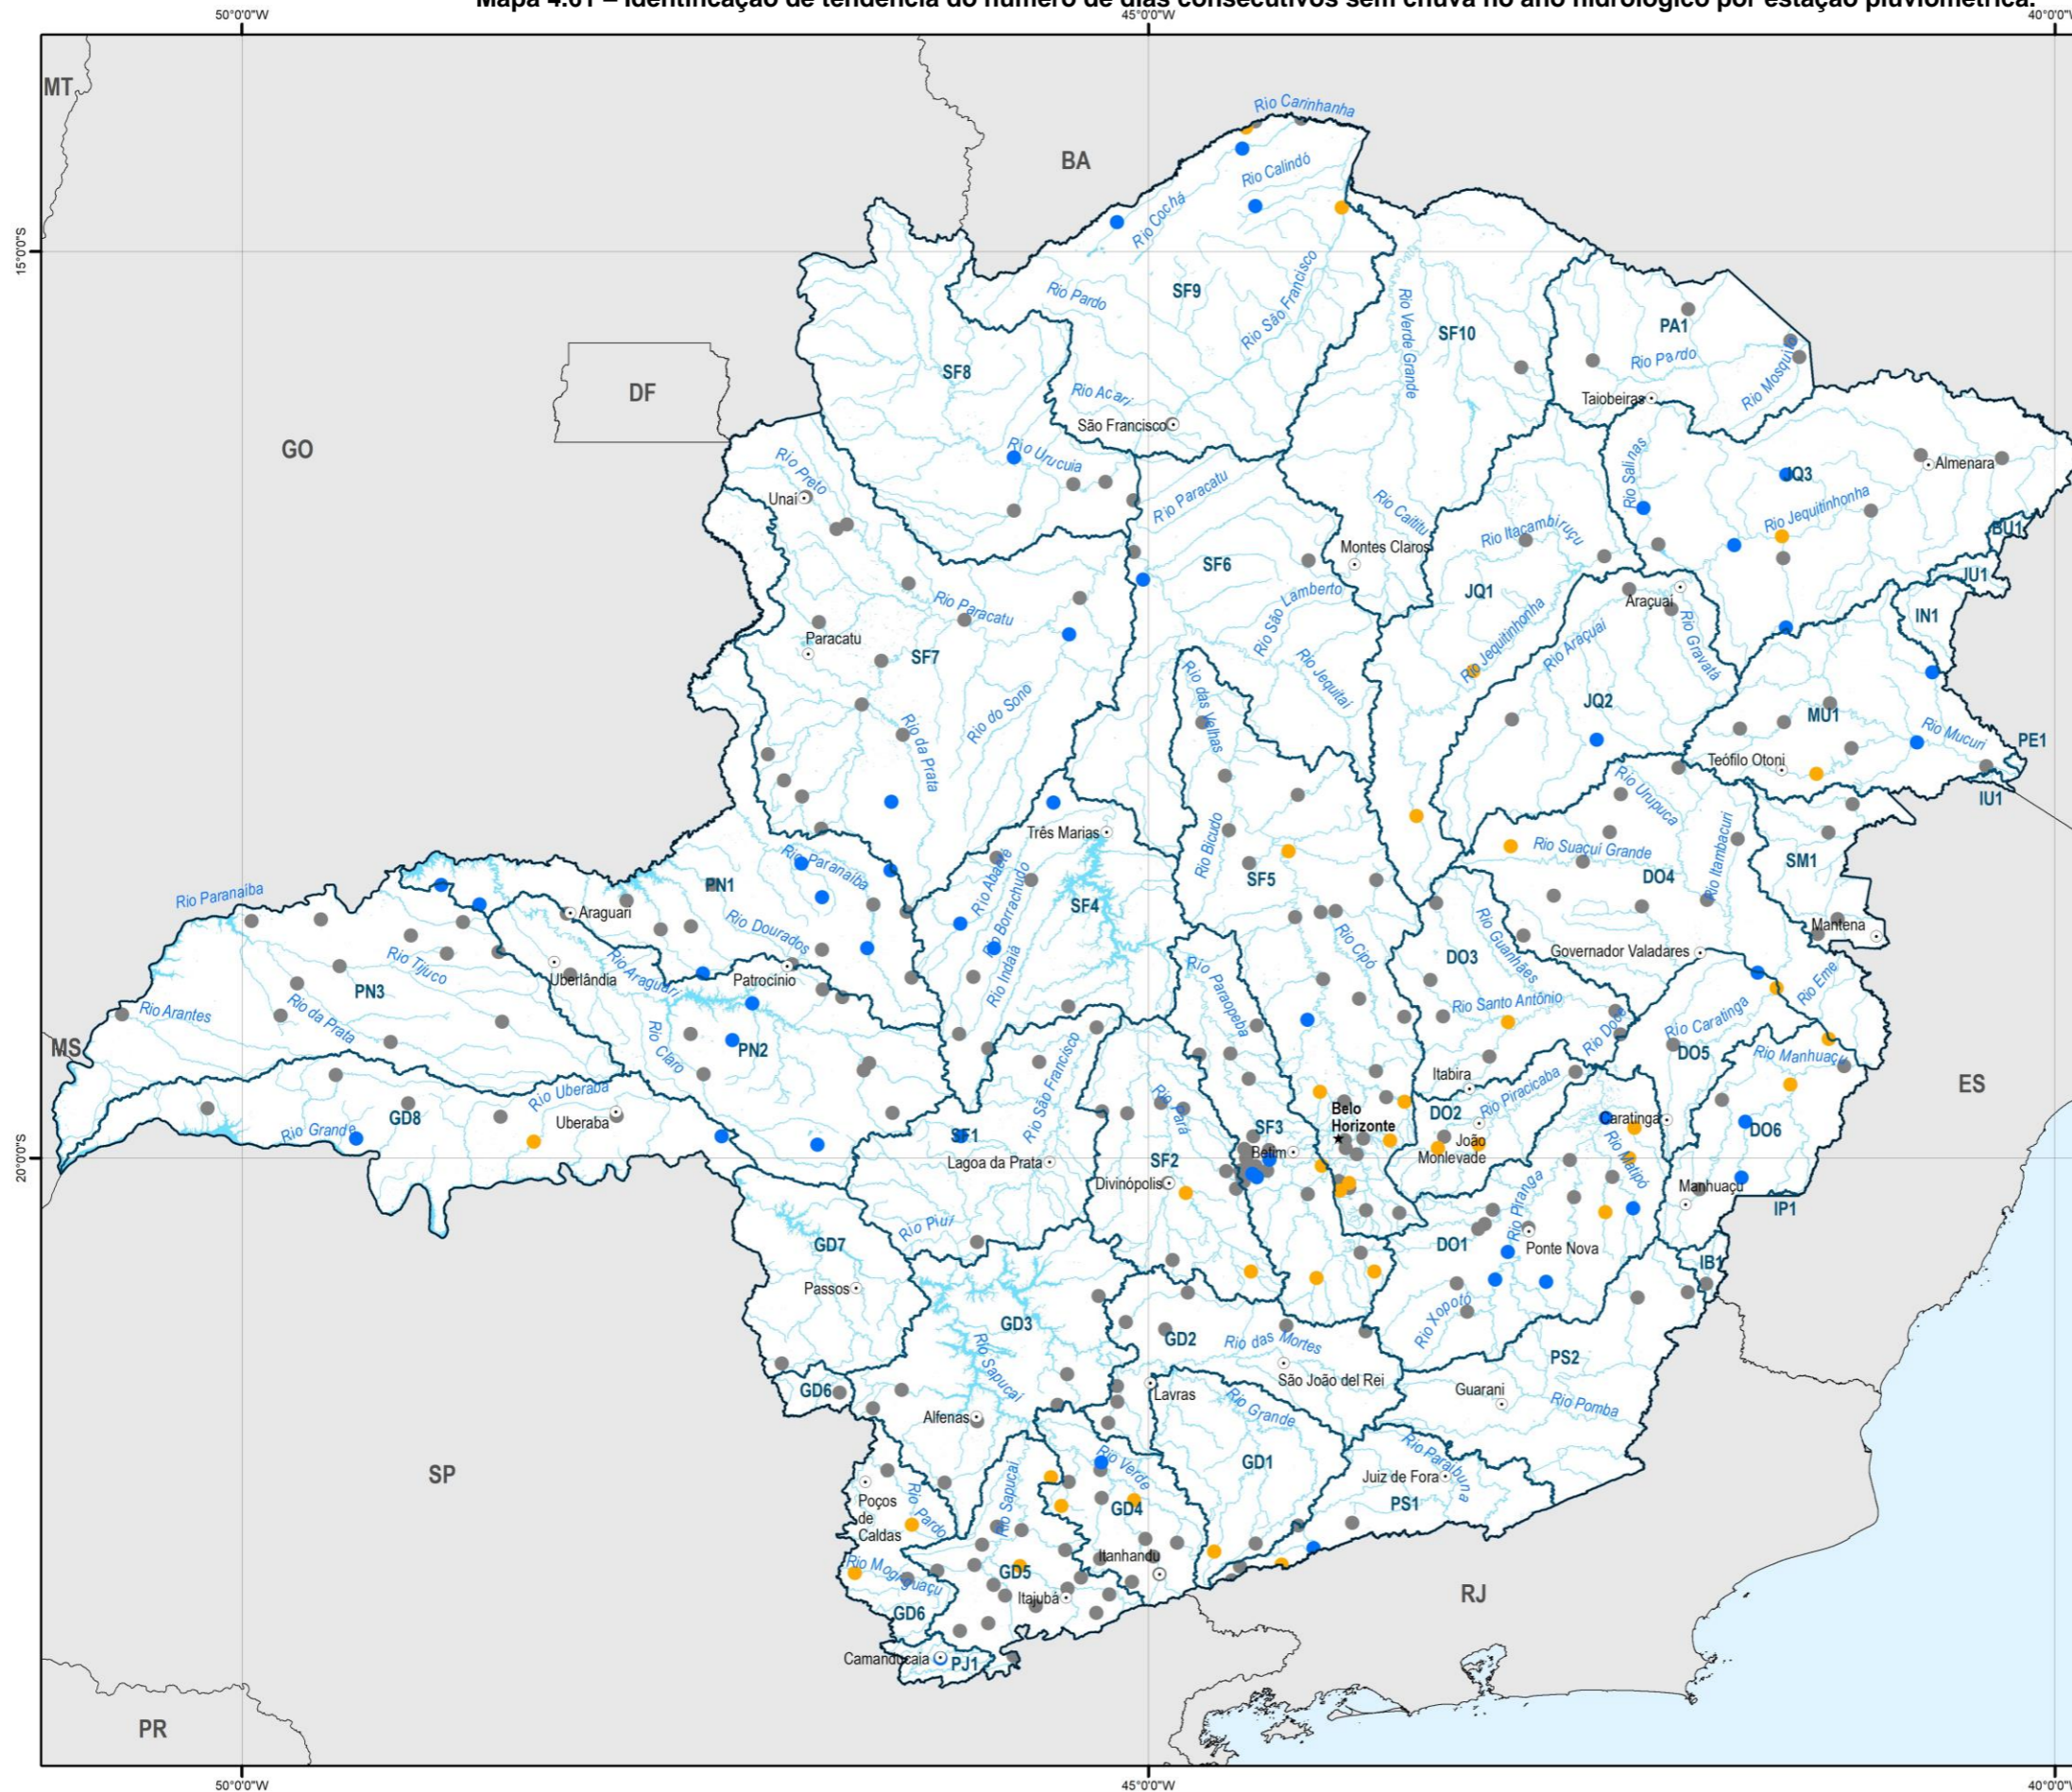 Mapa 4.61 – Identificação de tendência do número de dias consecutivos sem chuva no ano hidrológico por estação pluviométrica.
50°0'0"W
45°0'0"W
40°0'0"W
MT
Rio Carinhanha
BA
Rio Calindó
Rio Cochá
15°0'0"S
Rio Pardo
SF9
Rio São Francisco
Rio Verde Grande
SF10
PA1
Rio Pardo
Rio Mosquito
SF8
DF
Rio Acari
São Francisco
Taiobeiras
GO
Rio Urucuia
Rio Preto
Unaí
Rio Paracatu
Rio Caititu
Rio Salinas
JQ3
Almenara
Rio Jequitinhonha
BU1
Rio Itacambiruçu
Montes Claros
SF6
JU1
Rio São Lamberto
JQ1
Araçuaí
IN1
Rio Paracatu
Paracatu
SF7
Rio Jequitinhonha
Rio Araçuaí
Rio Gravatá
Rio Jequitaí
Rio das Velhas
Rio do Sono
JQ2
MU1
Rio Mucuri
PE1
Rio da Prata
Teófilo Otoni
IU1
Rio Urupuca
Três Marias
Rio Bicudo
Rio Suaçuí Grande
Rio Itambacuri
SM1
Rio Paranaíba
Rio Abaeté
SF5
DO4
PN1
Rio Paranaíba
Rio Borrachudo
SF4
Araguari
Rio Dourados
Rio Cipó
Rio Guanhães
Mantena
Governador Valadares
DO3
Rio Tijuco
Uberlândia
Rio Araguari
Patrocínio
Rio Indaiá
Rio Paraopeba
Rio Eme
PN3
Rio Arantes
Rio da Prata
Rio Santo Antônio
Rio Doce
Rio Caratinga
MS
Rio Claro
PN2
Rio São Francisco
DO5
Rio Manhuaçu
ES
Itabira
Rio Uberaba
Rio Pará
Rio Piracicaba
DO2
GD8
Uberaba
Belo
Horizonte
Caratinga
Rio Grande
SF1
SF3
João
Monlevade
DO6
20°0'0"S
Lagoa da Prata
SF2
Betim
Rio Matipó
Divinópolis
Manhuaçu
Rio Piranga
IP1
Rio Piuí
GD7
DO1
Ponte Nova
IB1
Passos
GD3
Rio Xopotó
GD2
Rio das Mortes
PS2
GD6
Rio Sapucaí
São João del Rei
Lavras
Guarani
Rio Pomba
Alfenas
Rio Grande
SP
Rio Verde
GD1
Rio Paraibuna
Juiz de Fora
Poços
de
Caldas
Rio Pardo
Rio Sapucaí
GD4
PS1
Itanhandu
Rio Mogi-guaçu
GD5
Itajubá
RJ
GD6
Camanducaia
PJ1
PR
50°0'0"W
45°0'0"W
40°0'0"W